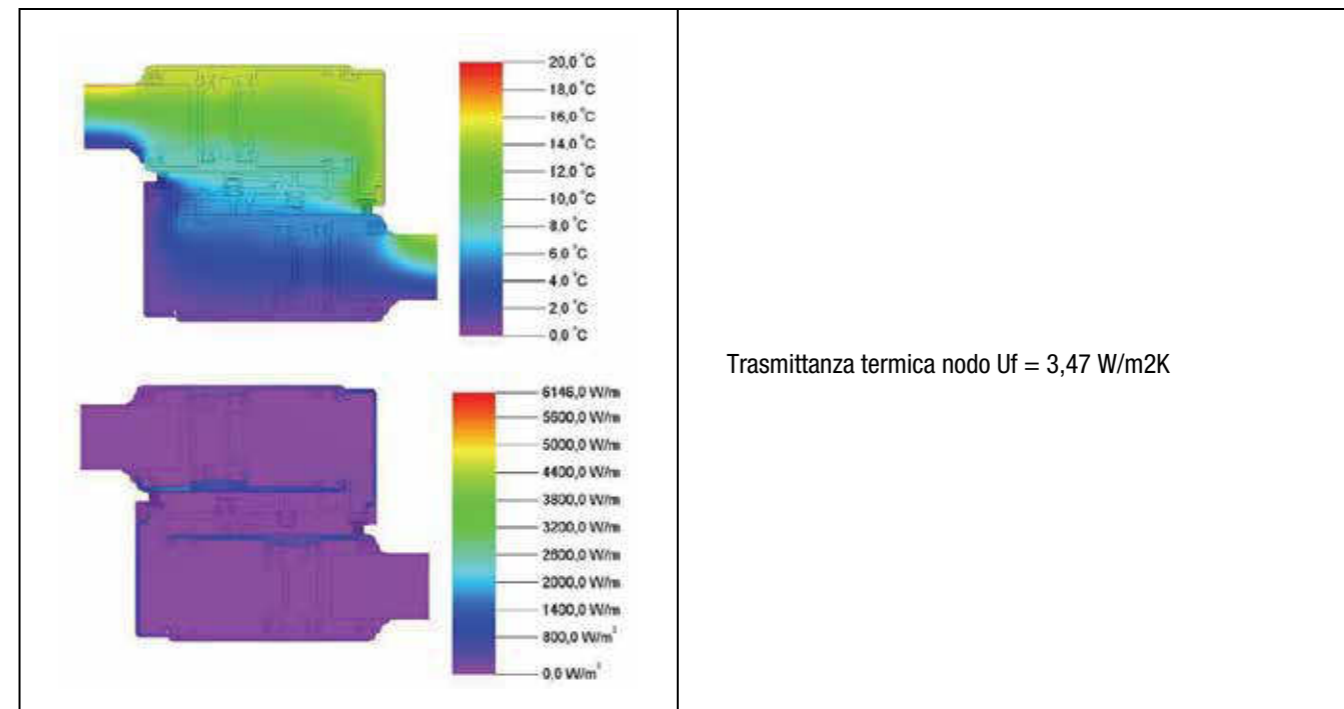 20,0 °C
18,0 °C
16,0 °C
14,0 °C
12,0 °C
10,0 °C
8,0 °C
6,0 °C
4,0 °C
2,0 °C
0,0 °C
Trasmittanza termica nodo Uf = 3,47 W/m2K
6146,0 W/m
5600,0 W/m
5000,0 W/m
4400,0 W/m
3800,0 W/m
3200,0 W/m
2600,0 W/m
2000,0 W/m
1400,0 W/m
800,0 W/m²
0,0 W/m²